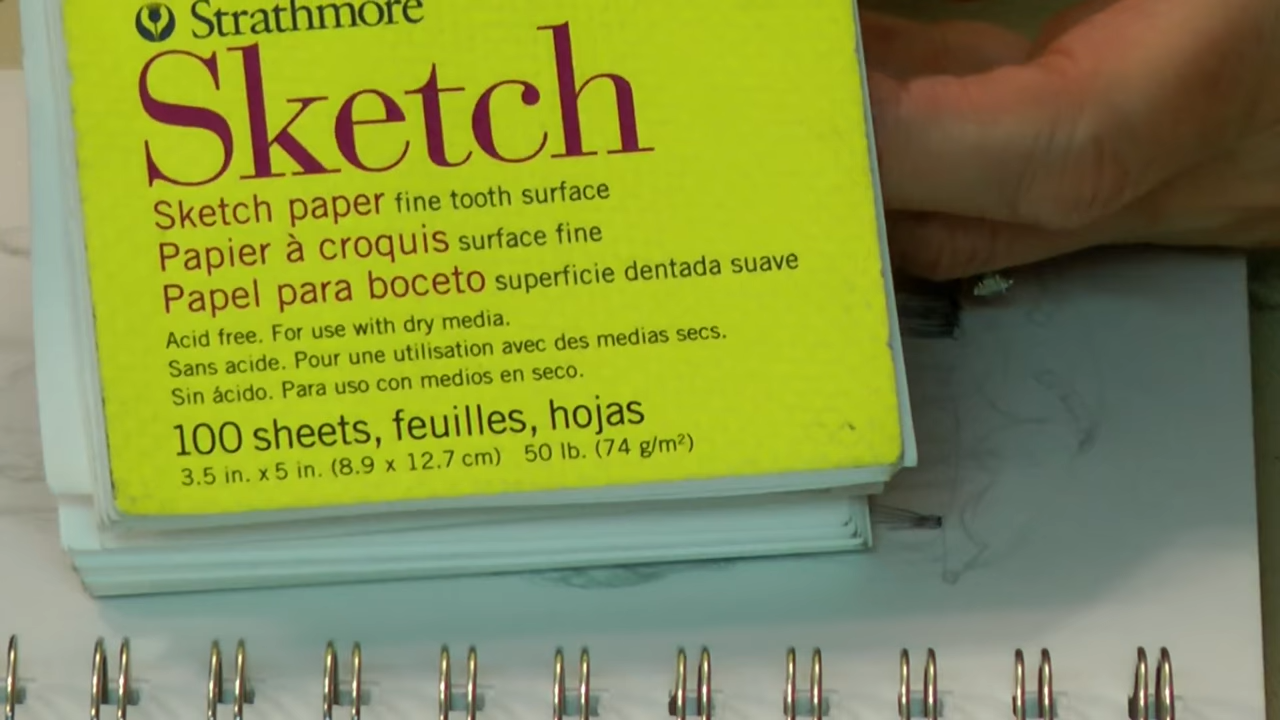 Strathmore
Sketch
Sketch paper fine tooth surface
Papier à croquis surface fine
Papel para boceto superficie dentada suave
Acid free. For use with dry media.
Sans acide. Pour une utilisation avec des medias secs.
Sin ácido. Para uso con medios en seco.
100 sheets, feuilles, hojas
3.5 in. x 5 in. (8.9 x 12.7 cm) 50 lb. (74 g/m²)